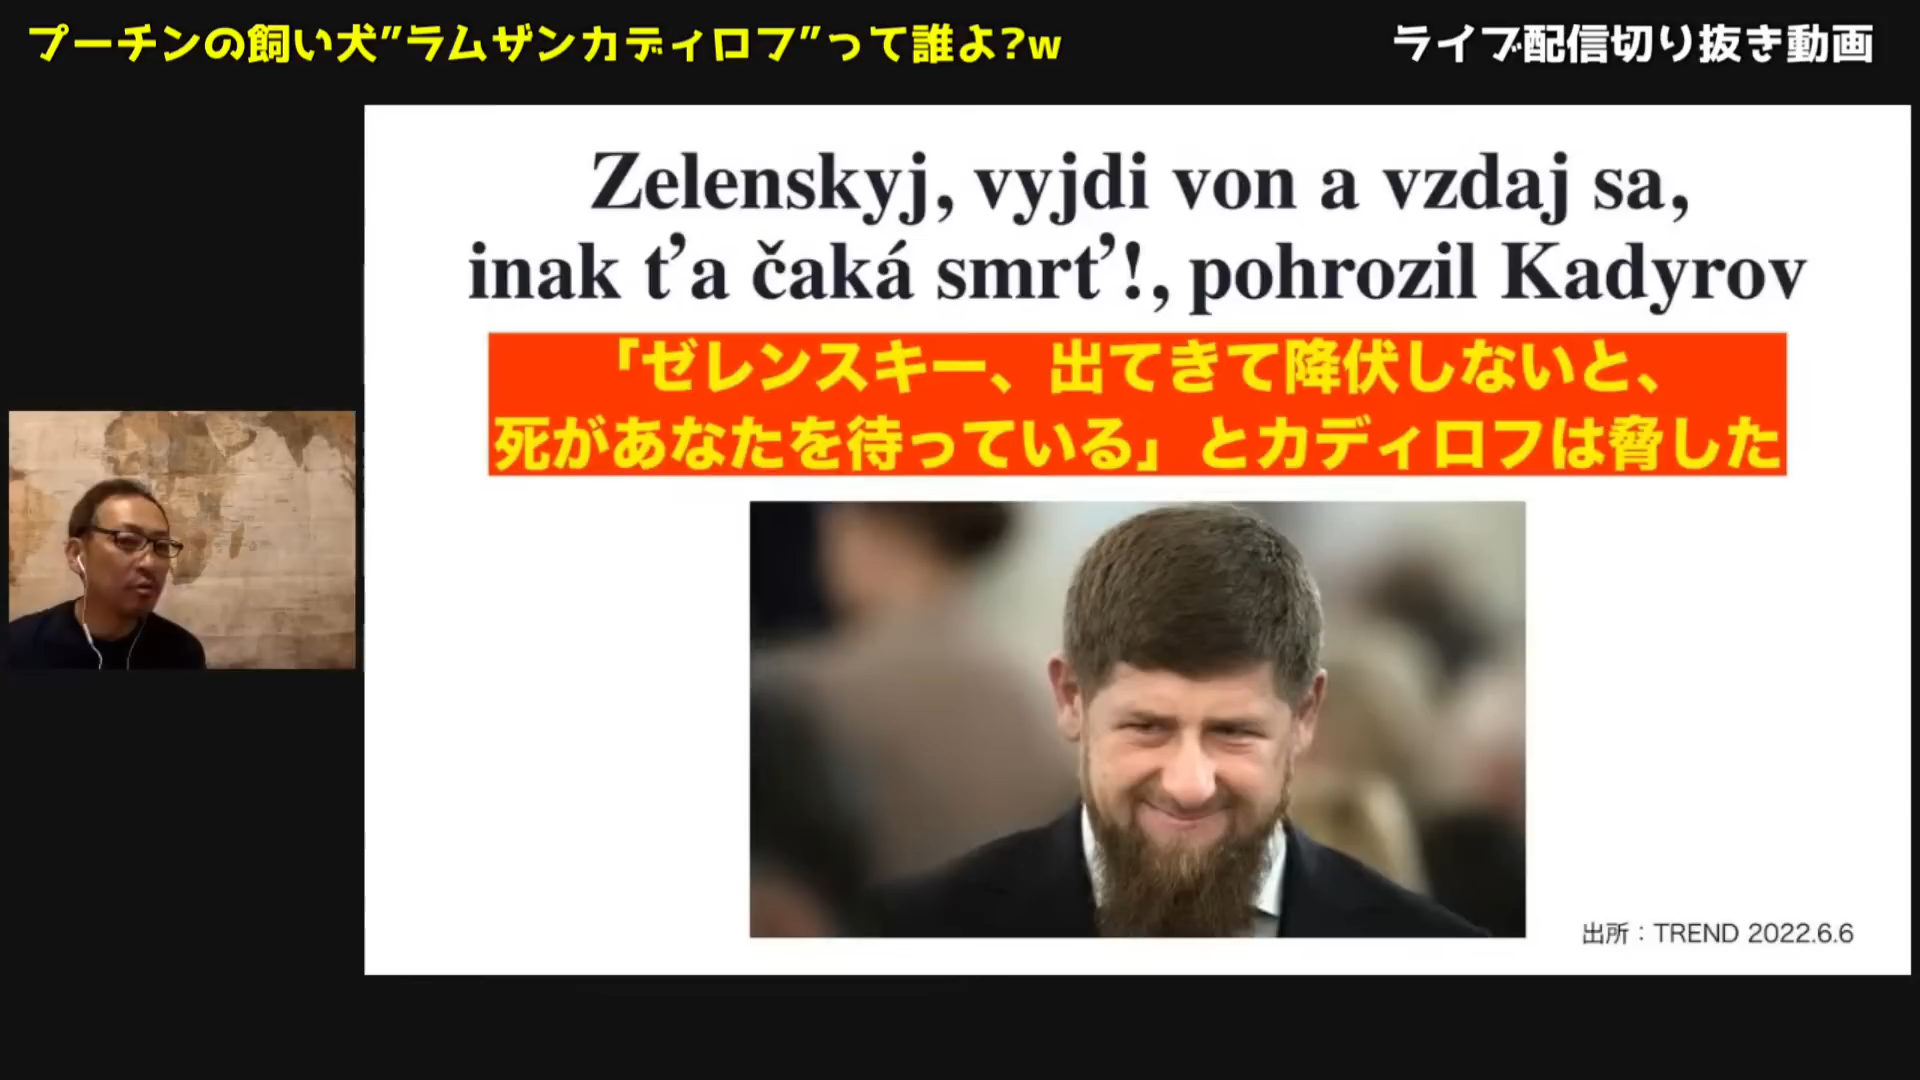 プーチンの飼い犬"ラムザンカディロフ"って誰よ?w
ライブ配信切り抜き動画
Zelenskyj, vyjdi von a vzdaj sa,
inak ťa čaká smrť!, pohrozil Kadyrov
「ゼレンスキー、出てきて降伏しないと、
死があなたを待っている」とカディロフは脅した
出所：TREND 2022.6.6